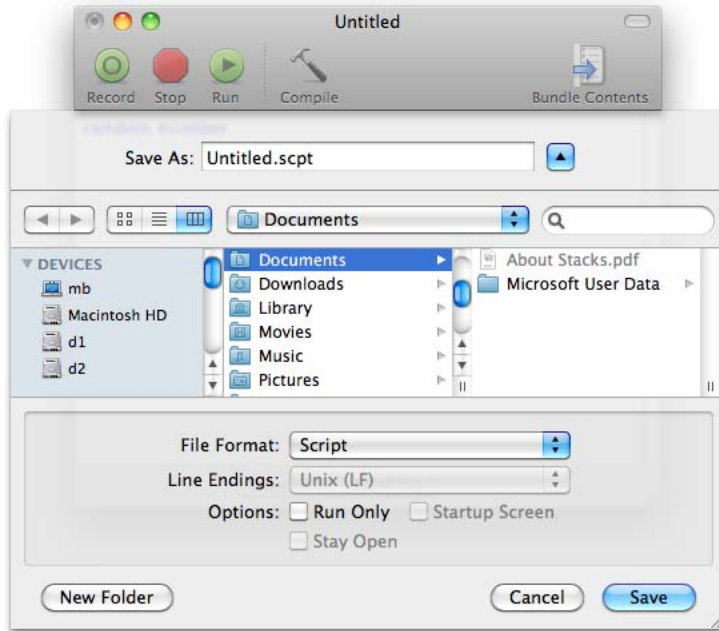 Untitled
Record Stop Run Compile Bundle Contents
random number
Save As: Untitled.scpt
Documents
DEVICES
mb
Macintosh HD
d1
d2
Documents
Downloads
Library
Movies
Music
Pictures
About Stacks.pdf
Microsoft User Data
File Format: Script
Line Endings: Unix (LF)
Options: Run Only Startup Screen
Stay Open
New Folder Cancel Save